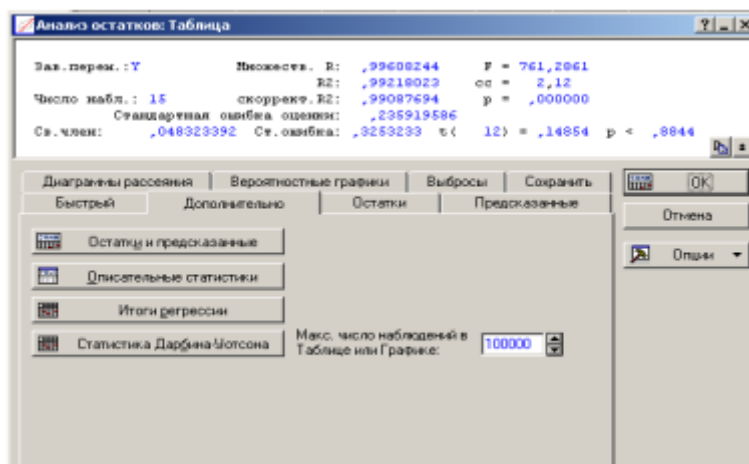 Анализ остатков: Таблица
Зав.перем.:Y Множеств. R: ,99608244 F = 761,2861
R2: ,99218023 сс = 2,12
Число набл.: 15 скоррект.R2: ,99087694 p = ,000000
Стандартная ошибка оценки: ,235919586
Св.член: ,048323392 Ст.ошибка: ,3253233 t( 12) = ,14854 p < ,8844
Диаграммы рассеяния Вероятностные графики Выбросы Сохранить
Быстрый Дополнительно Остатки Предсказанные
OK
Отмена
Опции
Остатки и предсказанные
Описательные статистики
Итоги регрессии
Статистика Дарбина-Уотсона
Макс. число наблюдений в
Таблице или Графике:
100000